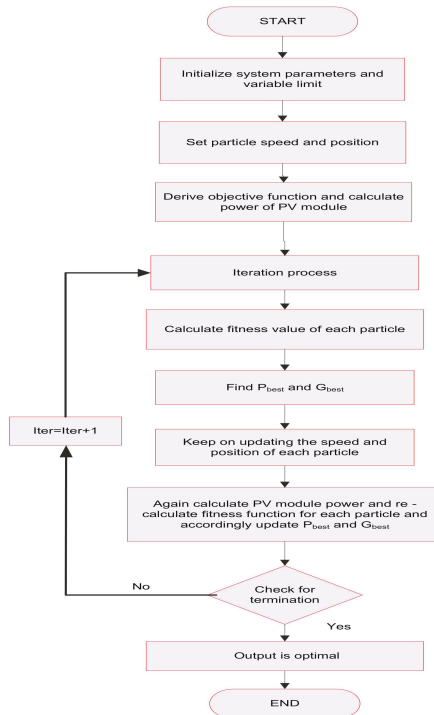 START
Initialize system parameters and
variable limit
Set particle speed and position
Derive objective function and calculate
power of PV module
Iteration process
Calculate fitness value of each particle
Find Pbest and Gbest
Iter=Iter+1
Keep on updating the speed and
position of each particle
Again calculate PV module power and re -
calculate fitness function for each particle and
accordingly update Pbest and Gbest
No
Check for
termination
Yes
Output is optimal
END